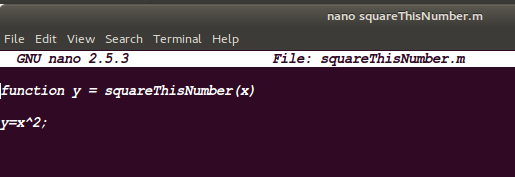 nano squareThisNumber.m
File Edit View Search Terminal Help
GNU nano 2.5.3 File: squareThisNumber.m
function y = squareThisNumber(x)
y=x^2;